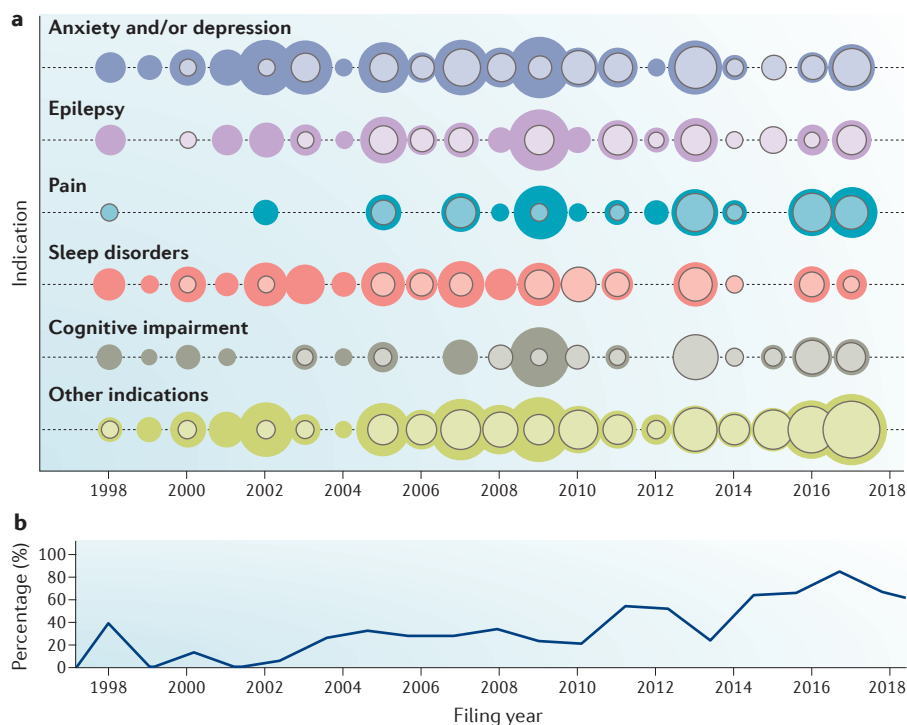 a
Anxiety and/or depression
Epilepsy
Pain
Sleep disorders
Cognitive impairment
Other indications
Indication
1998 2000 2002 2004 2006 2008 2010 2012 2014 2016 2018
b
Percentage (%)
100
80
60
40
20
0
1998 2000 2002 2004 2006 2008 2010 2012 2014 2016 2018
Filing year